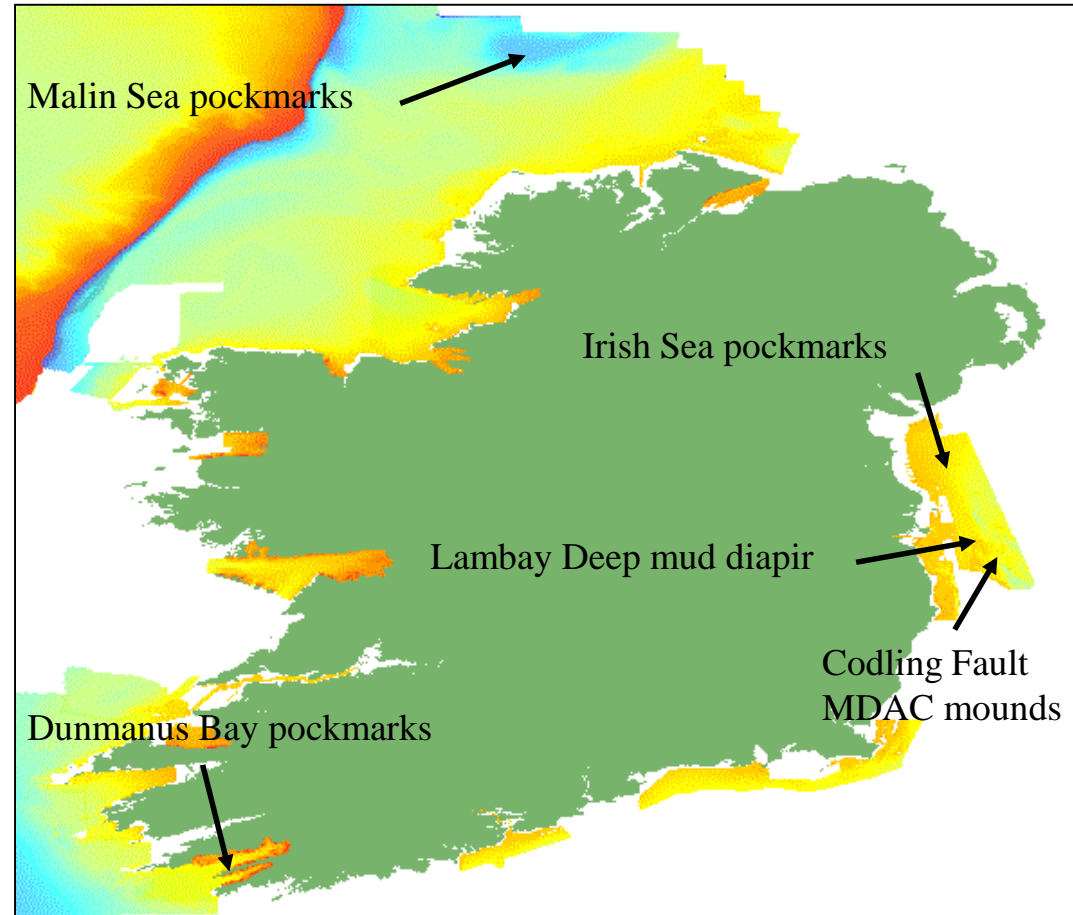 Malin Sea pockmarks
Irish Sea pockmarks
Lambay Deep mud diapir
Codling Fault
MDAC mounds
Dunmanus Bay pockmarks